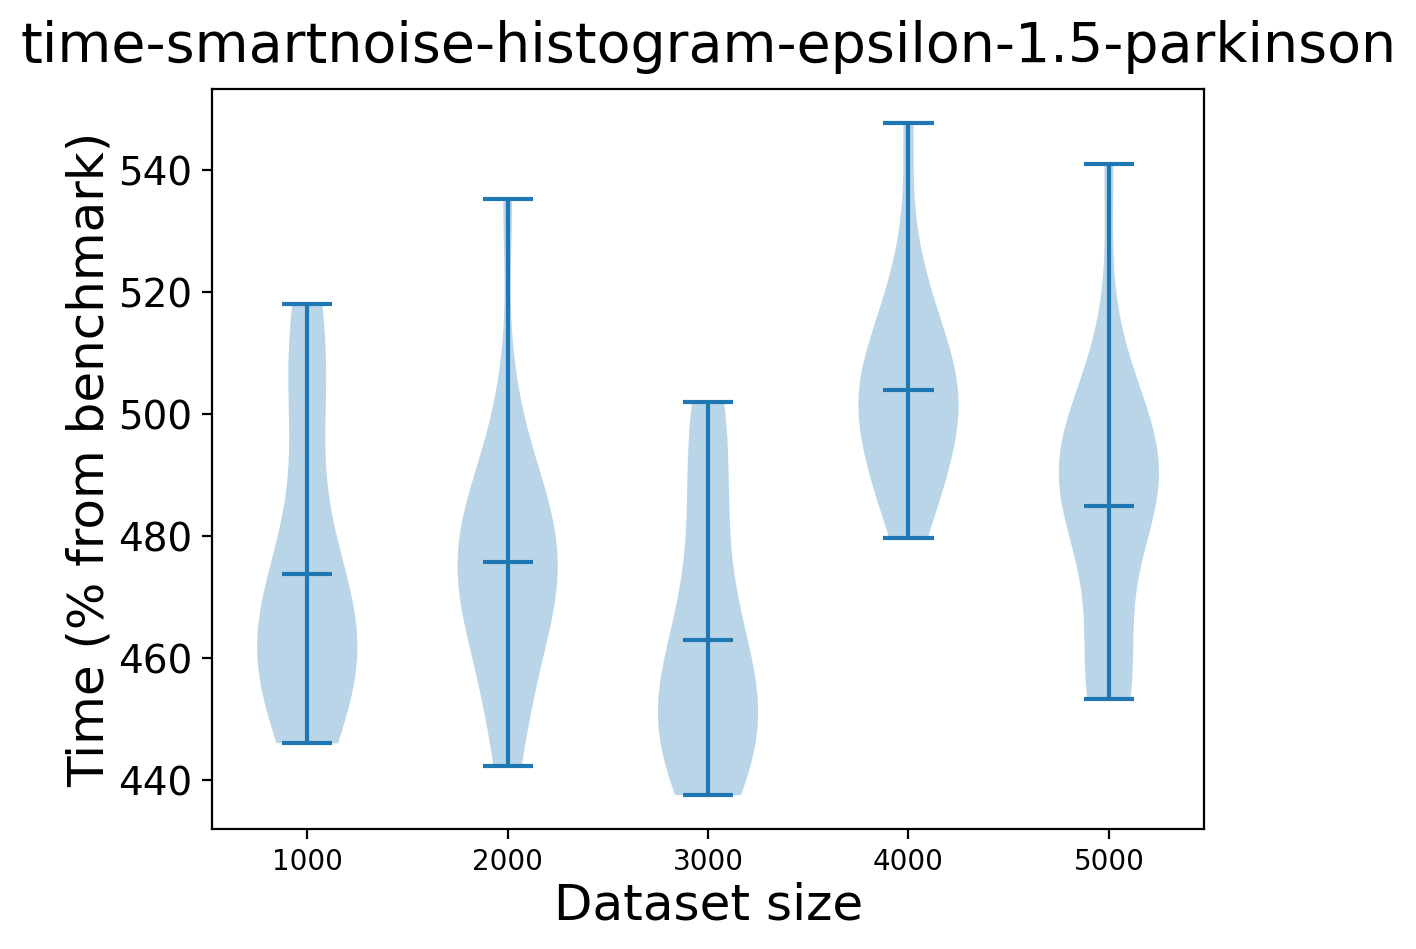 time-smartnoise-histogram-epsilon-1.5-parkinson
Time (% from benchmark)
540
520
500
480
460
440
1000 2000 3000 4000 5000
Dataset size